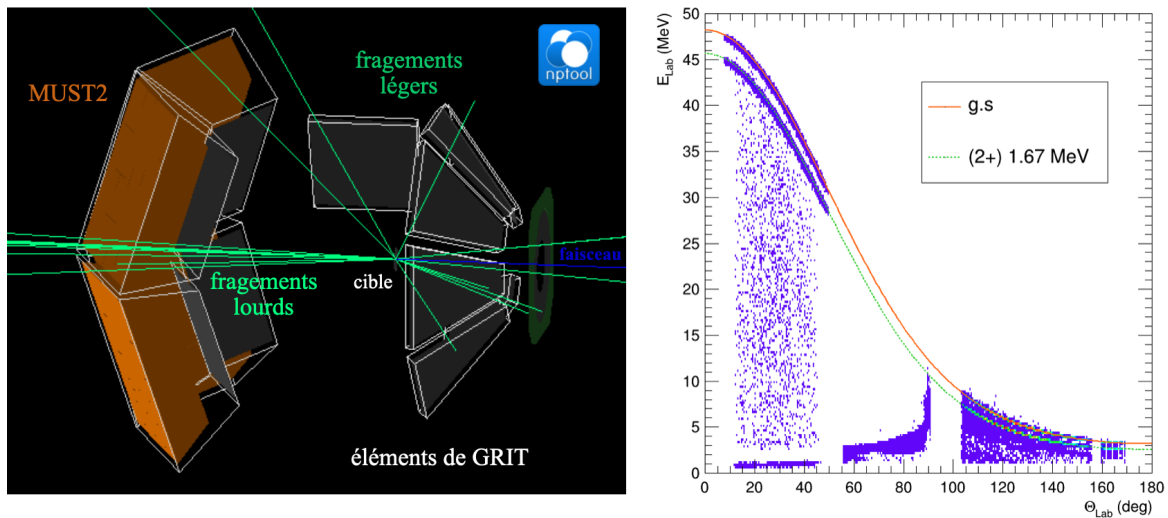 MUST2
fragements
légers
nptool
fragements
lourds
cible
faisceau
éléments de GRIT
E_Lab (MeV)
50
45
40
35
30
25
20
15
10
5
0
g.s
(2+) 1.67 MeV
0 20 40 60 80 100 120 140 160 180
Θ_Lab (deg)